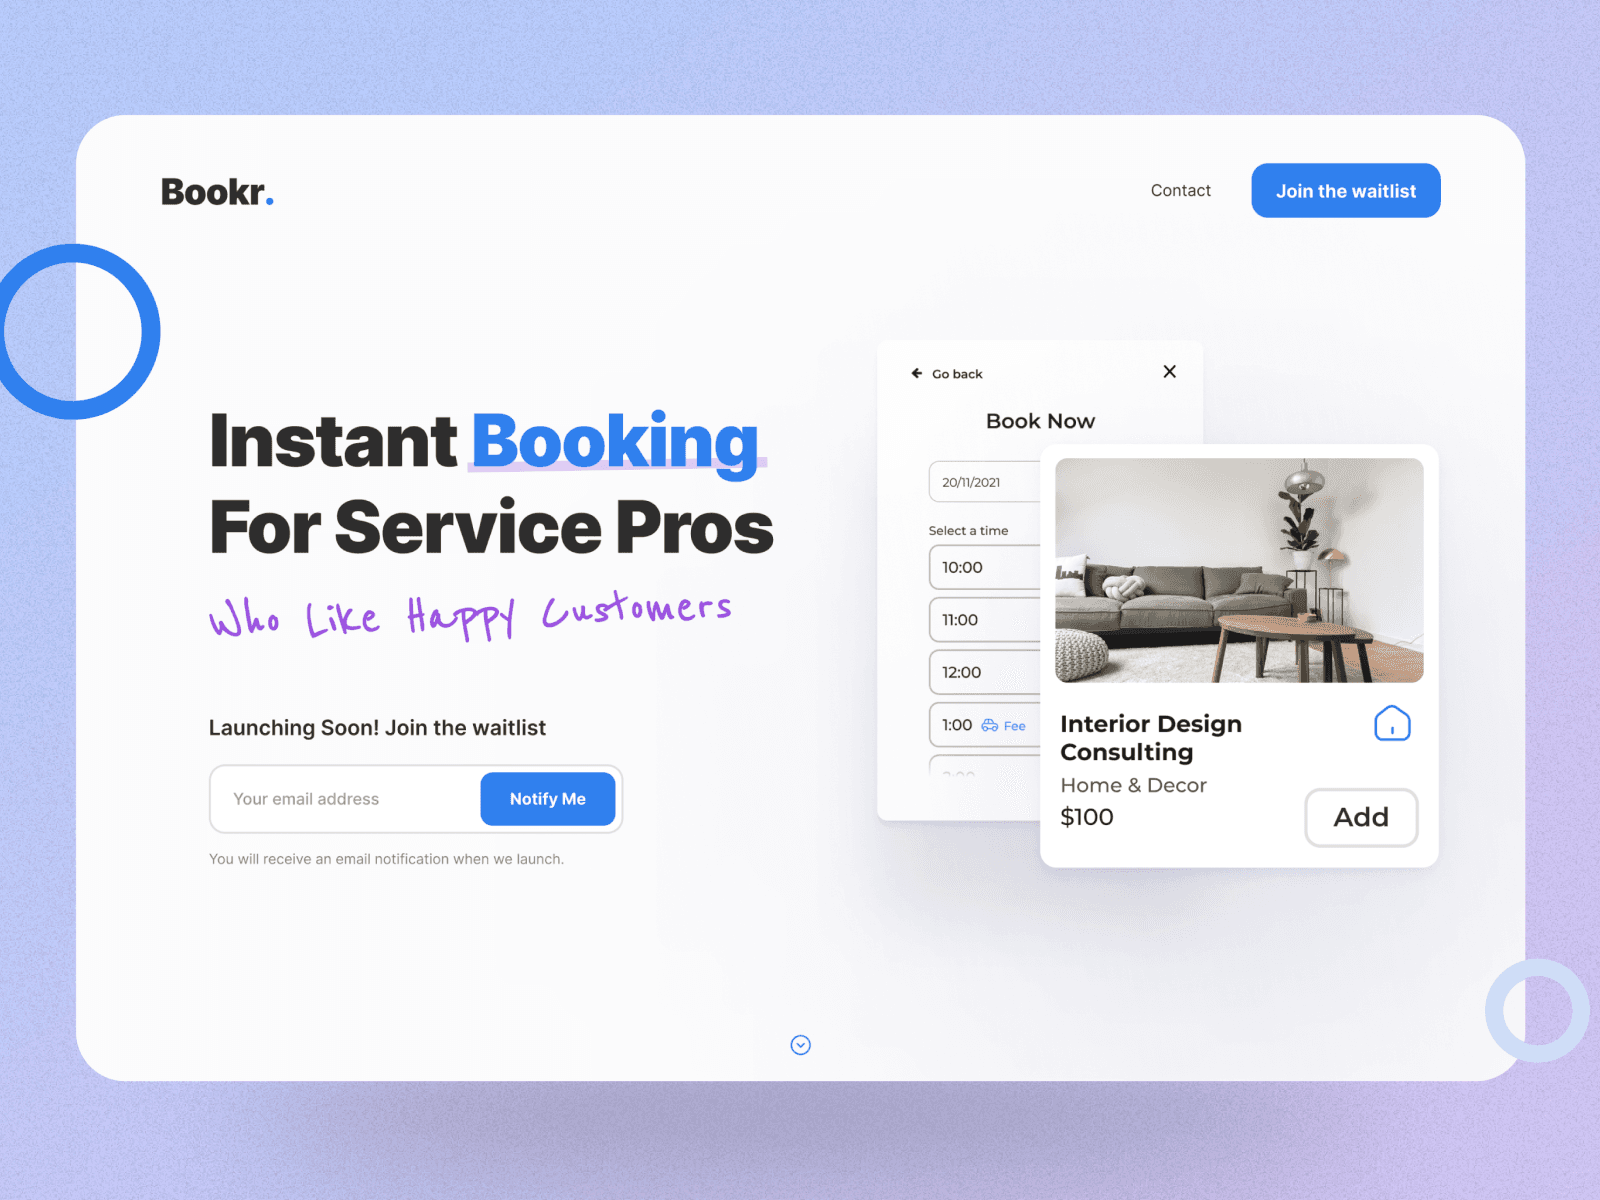 Bookr.
Contact
Join the waitlist
Instant Booking
For Service Pros
Who Like Happy Customers
Launching Soon! Join the waitlist
Your email address
Notify Me
You will receive an email notification when we launch.
Go back
Book Now
20/11/2021
Select a time
10:00
11:00
12:00
1:00 Fee
Interior Design
Consulting
Home & Decor
$100
Add